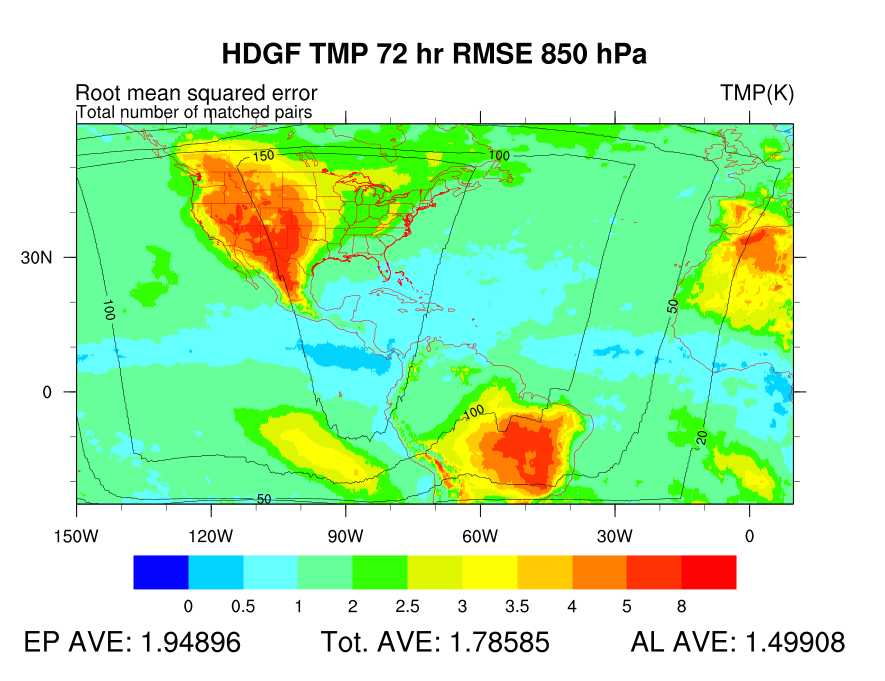 HDGF TMP 72 hr RMSE 850 hPa
Root mean squared error TMP(K)
Total number of matched pairs
150 100
30N
100 50
0
100
20
50
150W 120W 90W 60W 30W 0
0 0.5 1 2 2.5 3 3.5 4 5 8
EP AVE: 1.94896 Tot. AVE: 1.78585 AL AVE: 1.49908